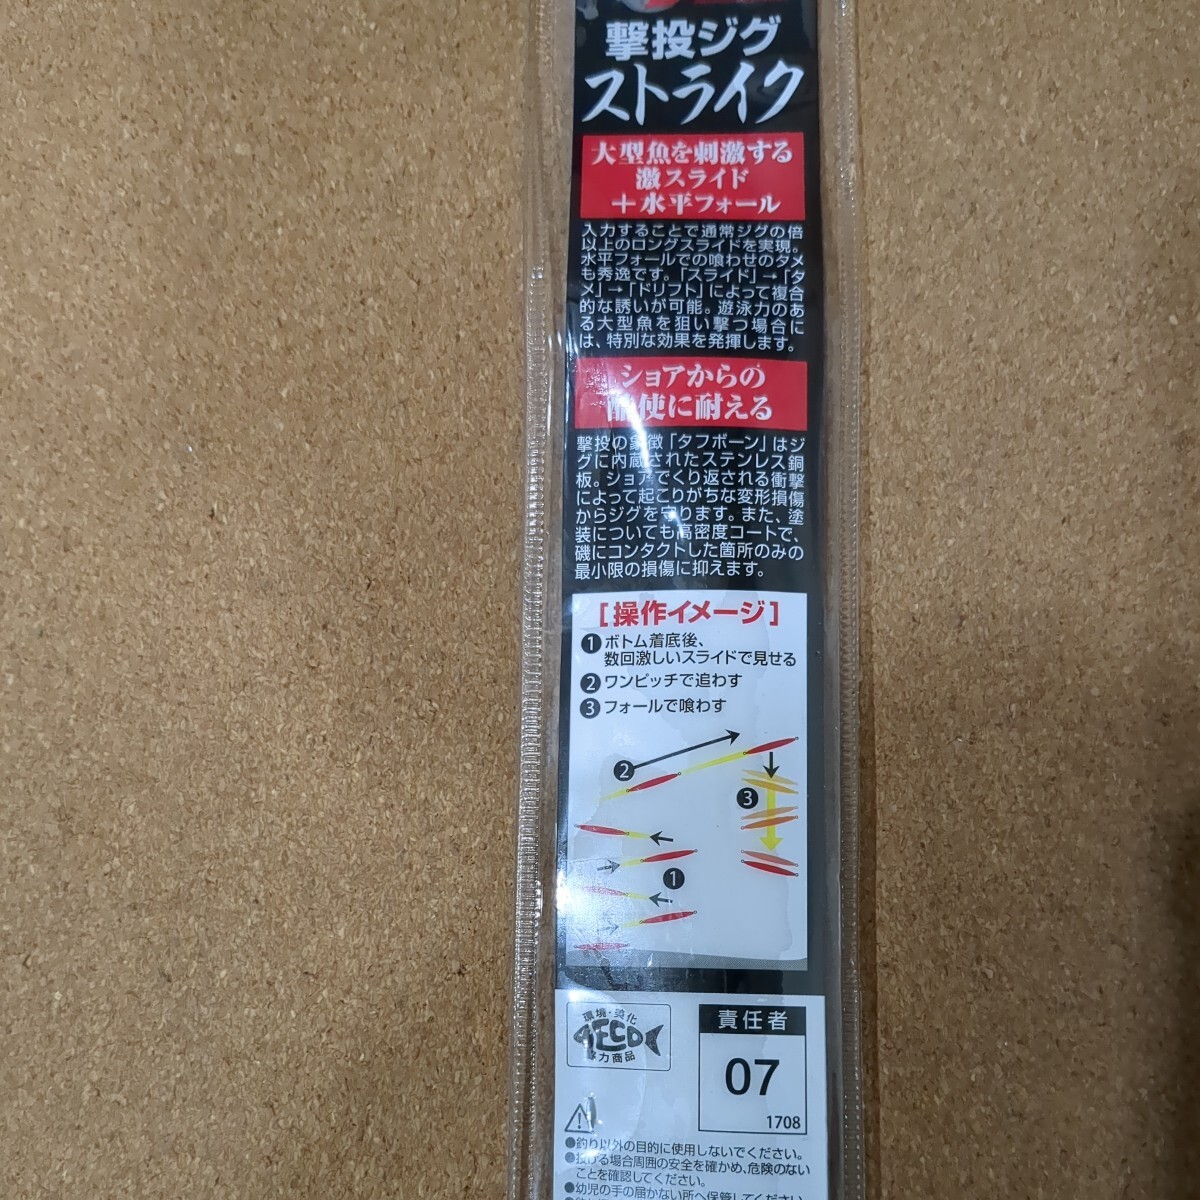 撃投ジグ
ストライク
大型魚を刺激する
激スライド
＋水平フォール
入力することで通常ジグの倍
以上のロングスライドを実現。
水平フォールでの喰わせのタメ
も秀逸です。「スライド」→「タ
メ」→「ドリフト」によって複合
的な誘いが可能。遊泳力のあ
る大型魚を狙い撃つ場合に
は、特別な効果を発揮します。
ショアからの
酷使に耐える
撃投の象徴「タフボーン」はジ
グに内蔵されたステンレス鋼
板。ショアでくり返される衝撃
によって起こりがちな変形損傷
からジグを守ります。また、塗
装についても高密度コートで、
磯にコンタクトした箇所のみの
最小限の損傷に抑えます。
［操作イメージ］
1 ボトム着底後、
数回激しいスライドで見せる
2 ワンピッチで追わす
3 フォールで喰わす
2
3
1
環境・美化
AECO
協力商品
責任者
07
1708
●釣り以外の目的に使用しないでください。
●投げる場合周囲の安全を確かめ、危険のない
ことを確認してください。
●幼児の手の届かない所へ保管してください。